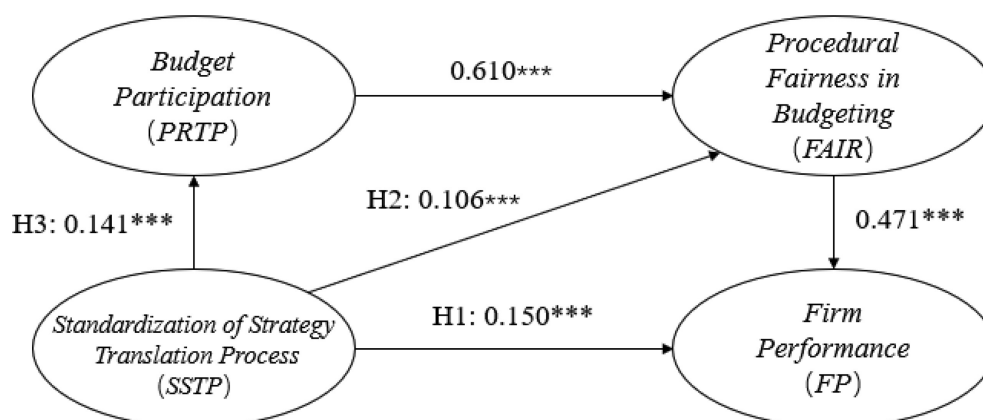 Budget
Participation
(PRTP)
0.610***
Procedural
Fairness in
Budgeting
(FAIR)
H3: 0.141***
H2: 0.106***
0.471***
Standardization of Strategy
Translation Process
(SSTP)
H1: 0.150***
Firm
Performance
(FP)